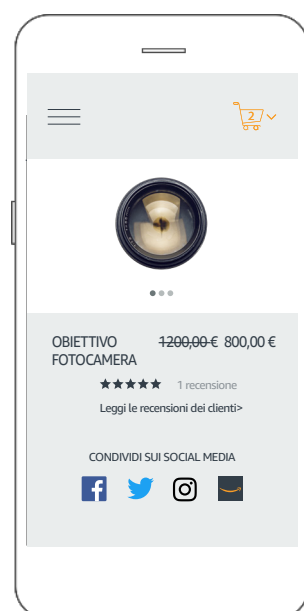 2
OBIETTIVO 1200,00 € 800,00 €
FOTOCAMERA
★★★★★ 1 recensione
Leggi le recensioni dei clienti>
CONDIVIDI SUI SOCIAL MEDIA